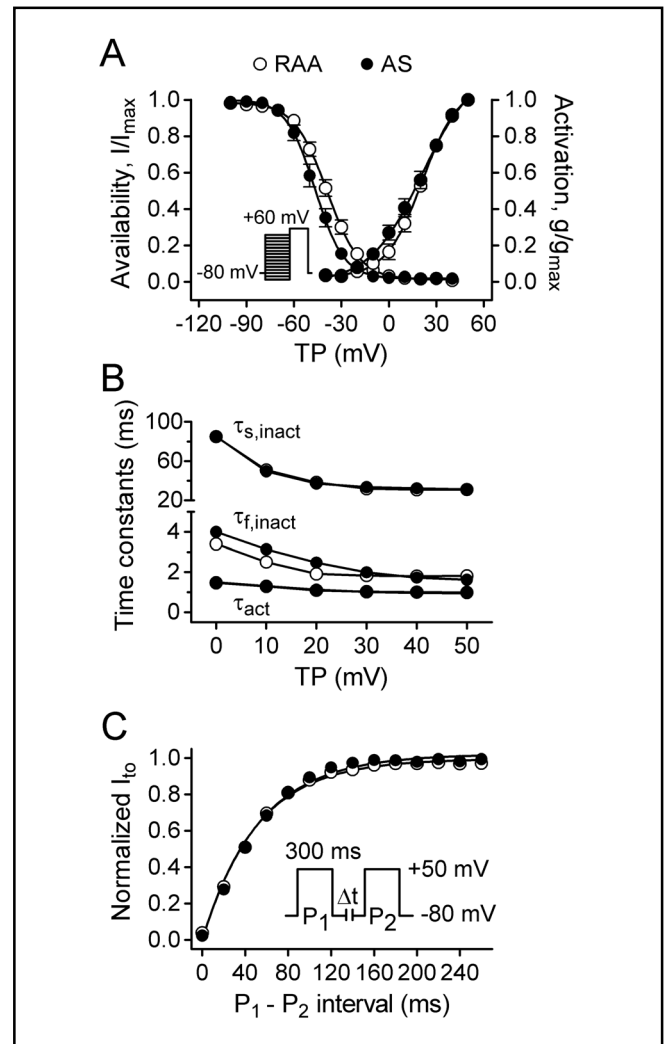 A
RAA AS
Availability, I/Imax
1.0
0.8
0.6
0.4
0.2
0.0
+60 mV
-80 mV
1.0
0.8
0.6
0.4
0.2
0.0
Activation, g/gmax
-120 -90 -60 -30 0 30 60
TP (mV)
B
Time constants (ms)
100
60
20
4
2
0
τs,inact
τf,inact
τact
0 10 20 30 40 50
TP (mV)
C
Normalized Ito
1.0
0.8
0.6
0.4
0.2
0.0
300 ms
+50 mV
Δt
P1 P2
-80 mV
0 40 80 120 160 200 240
P1 - P2 interval (ms)